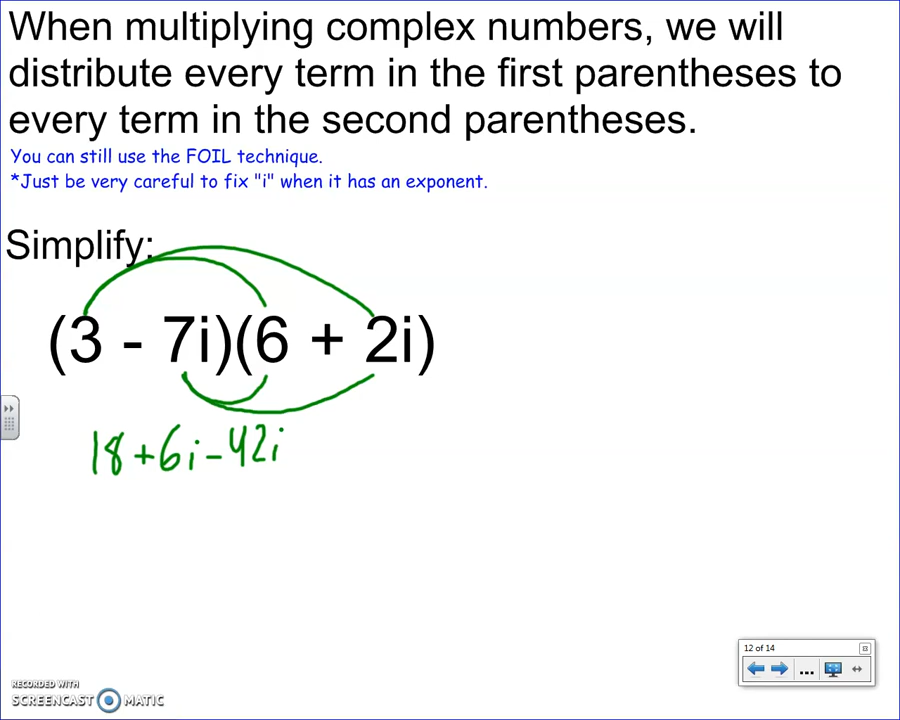 When multiplying complex numbers, we will
distribute every term in the first parentheses to
every term in the second parentheses.
You can still use the FOIL technique.
*Just be very careful to fix "i" when it has an exponent.
Simplify:
(3 - 7i)(6 + 2i)
18+6i-42i
12 of 14
...
RECORDED WITH
SCREENCAST MATIC